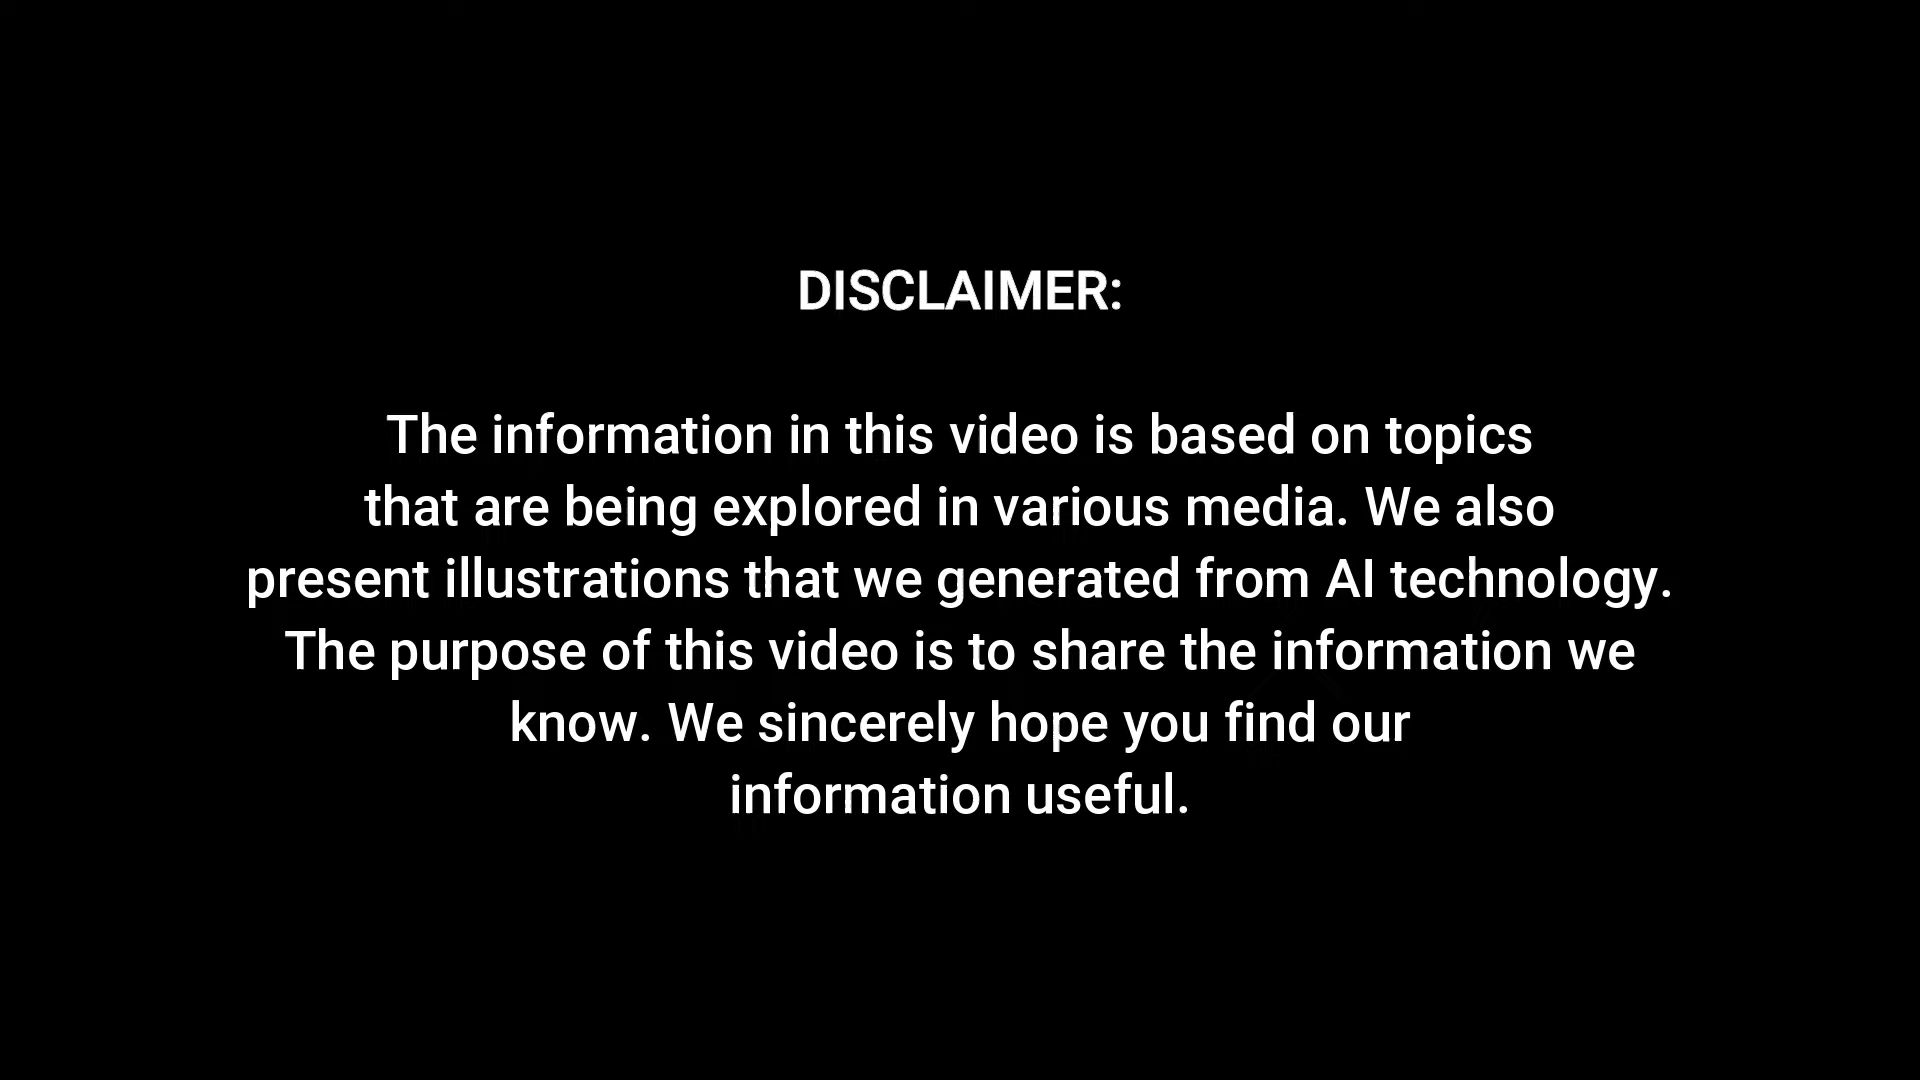 DISCLAIMER:
The information in this video is based on topics
that are being explored in various media. We also
present illustrations that we generated from AI technology.
The purpose of this video is to share the information we
know. We sincerely hope you find our
information useful.